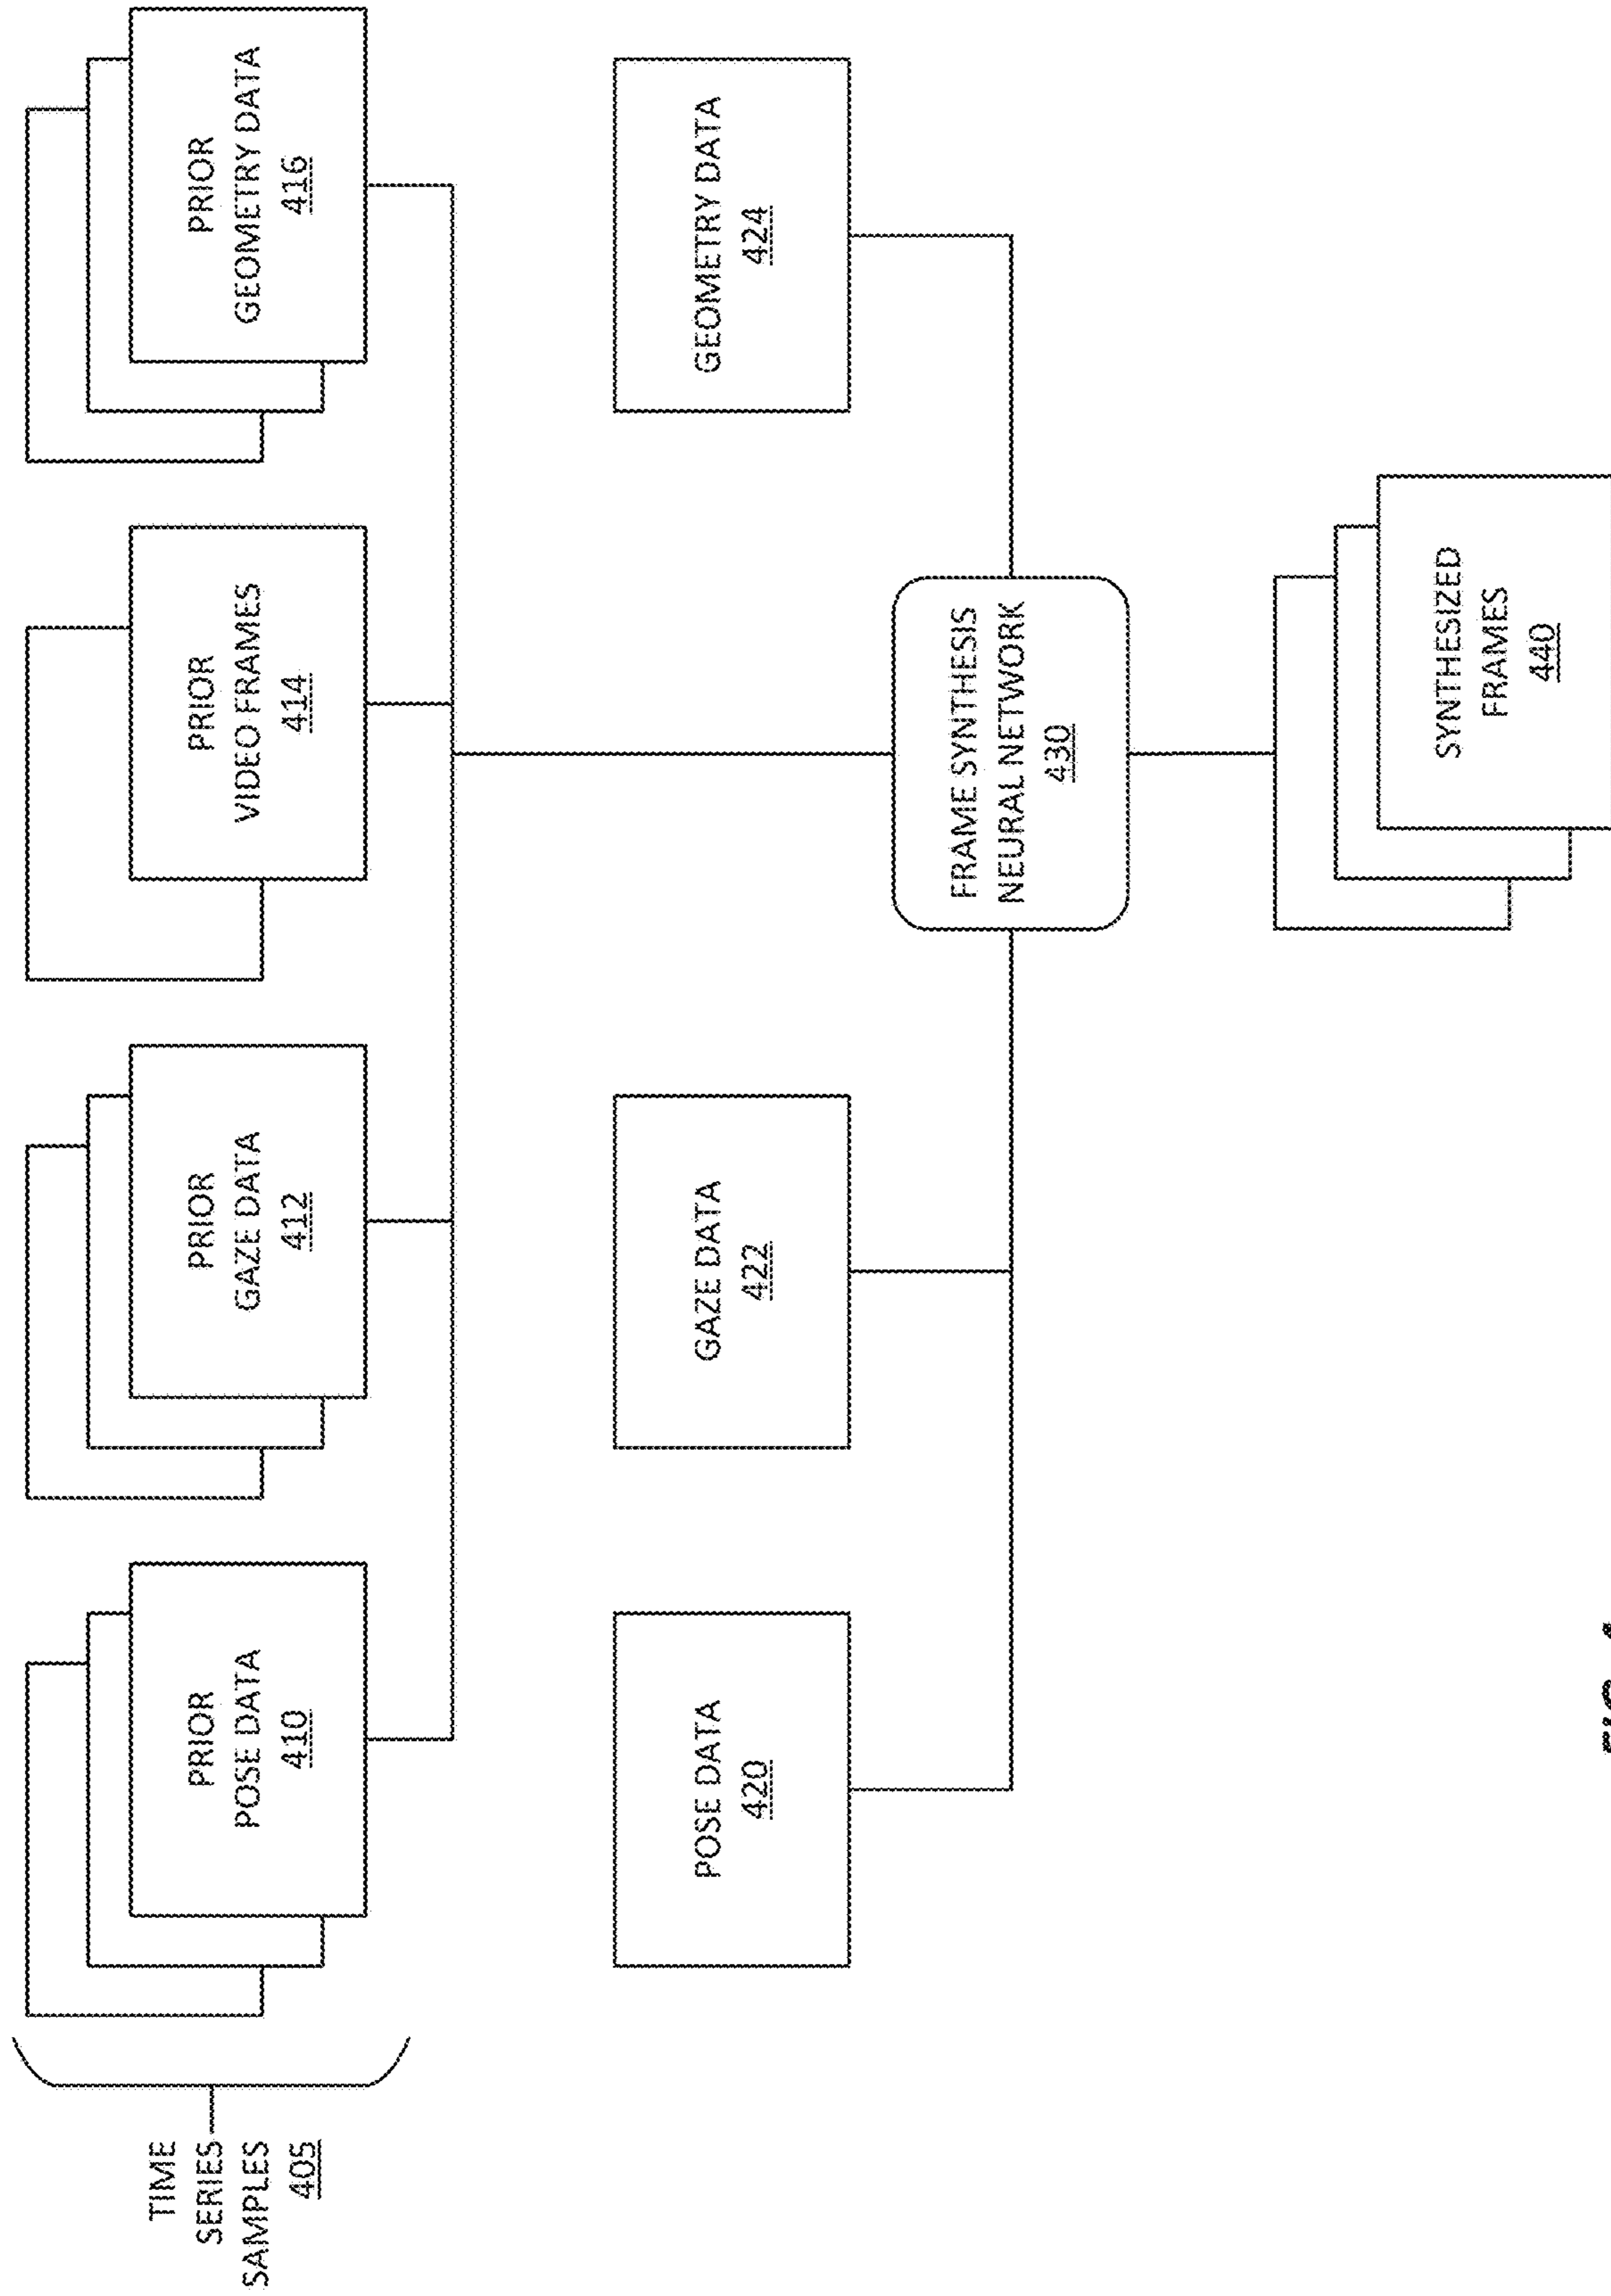 TIME
SERIES
SAMPLES
405
PRIOR
POSE DATA
410
PRIOR
GAZE DATA
412
PRIOR
VIDEO FRAMES
414
PRIOR
GEOMETRY DATA
416
POSE DATA
420
GAZE DATA
422
GEOMETRY DATA
424
FRAME SYNTHESIS
NEURAL NETWORK
430
SYNTHESIZED
FRAMES
440